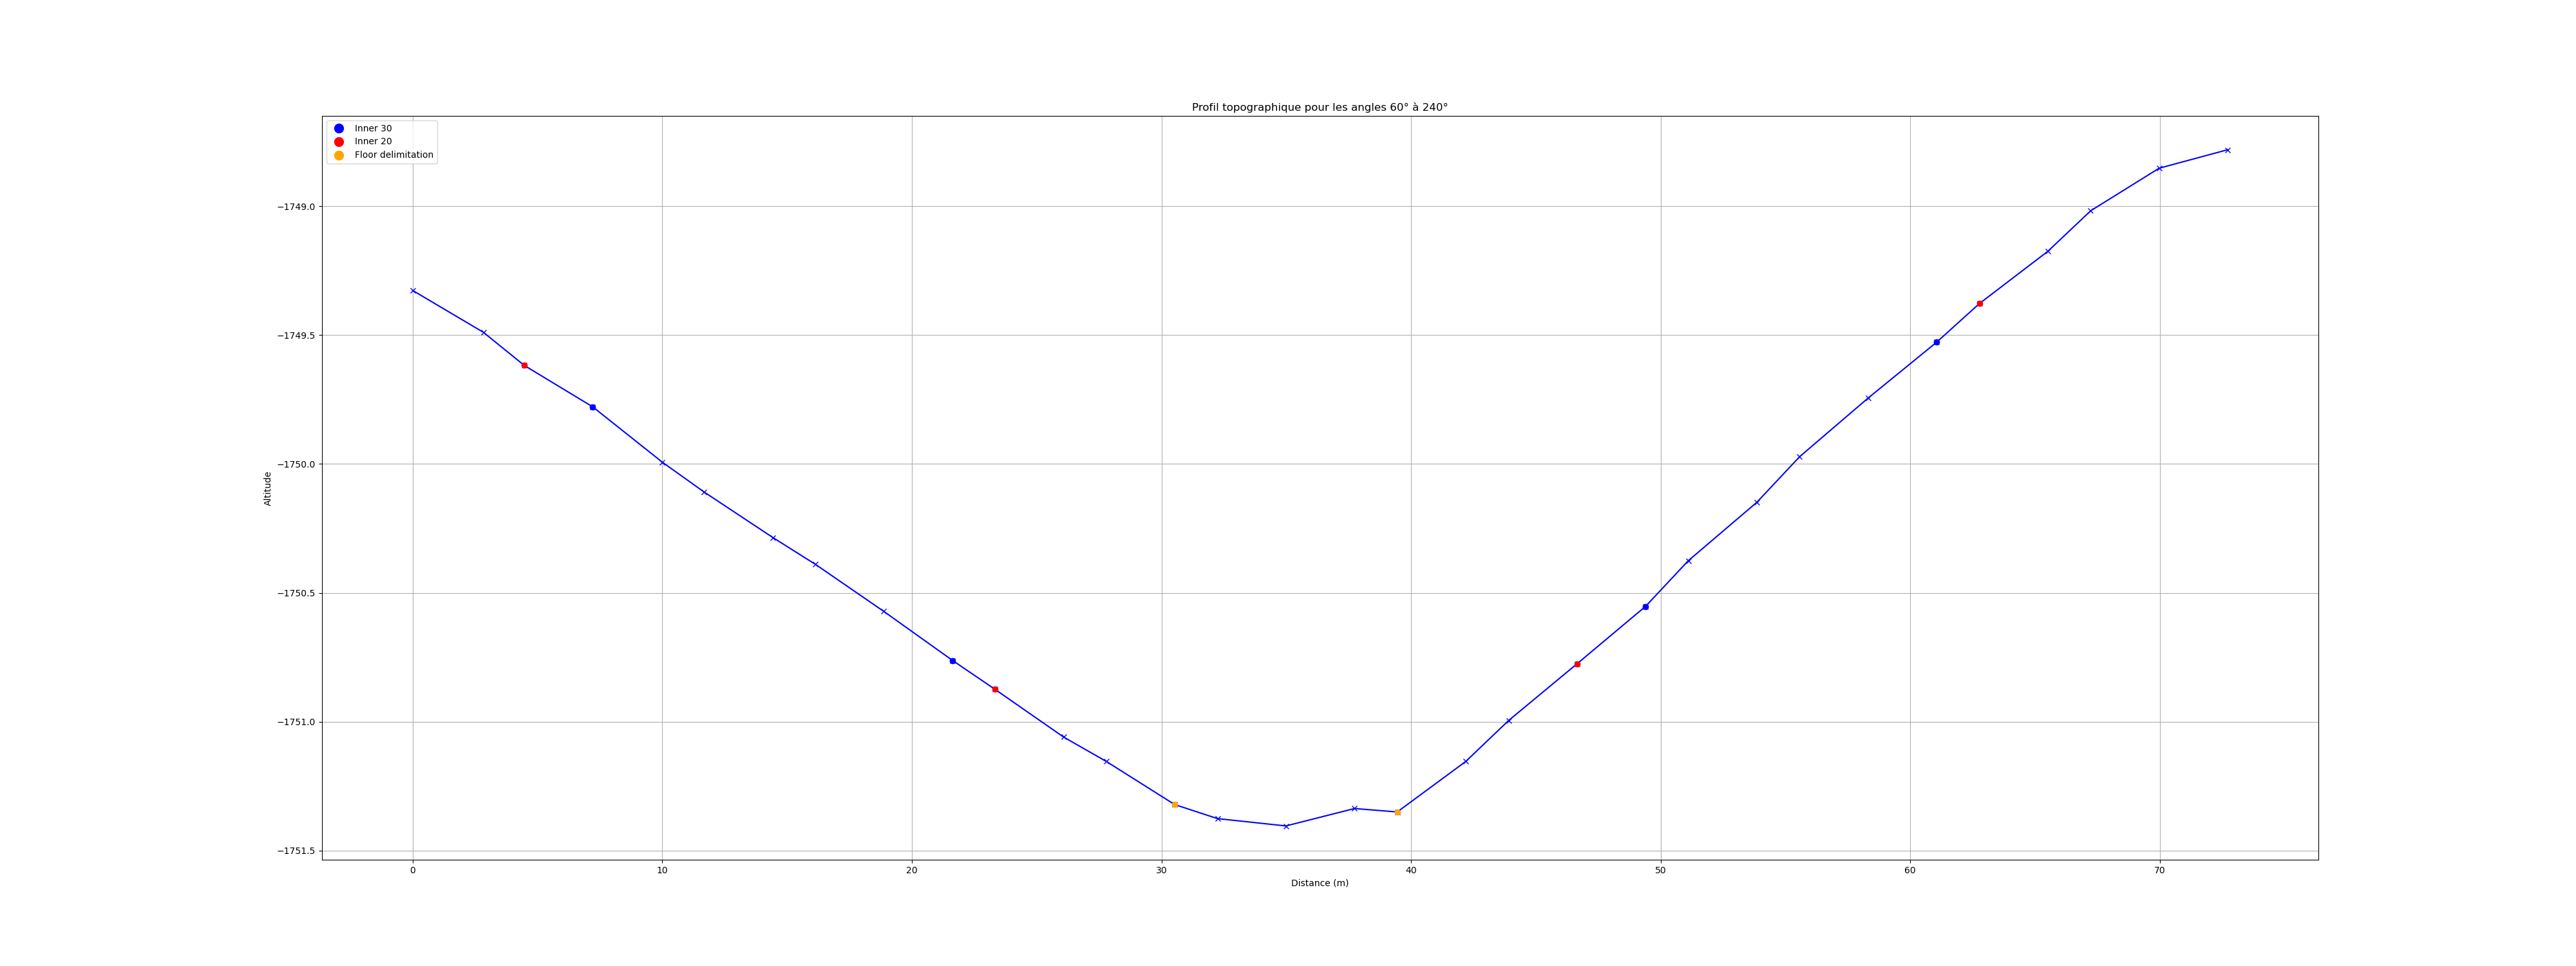 Profil topographique pour les angles 60° à 240°
Inner 30
Inner 20
Floor delimitation
−1749.0
−1749.5
−1750.0
−1750.5
−1751.0
−1751.5
Altitude
0 10 20 30 40 50 60 70
Distance (m)